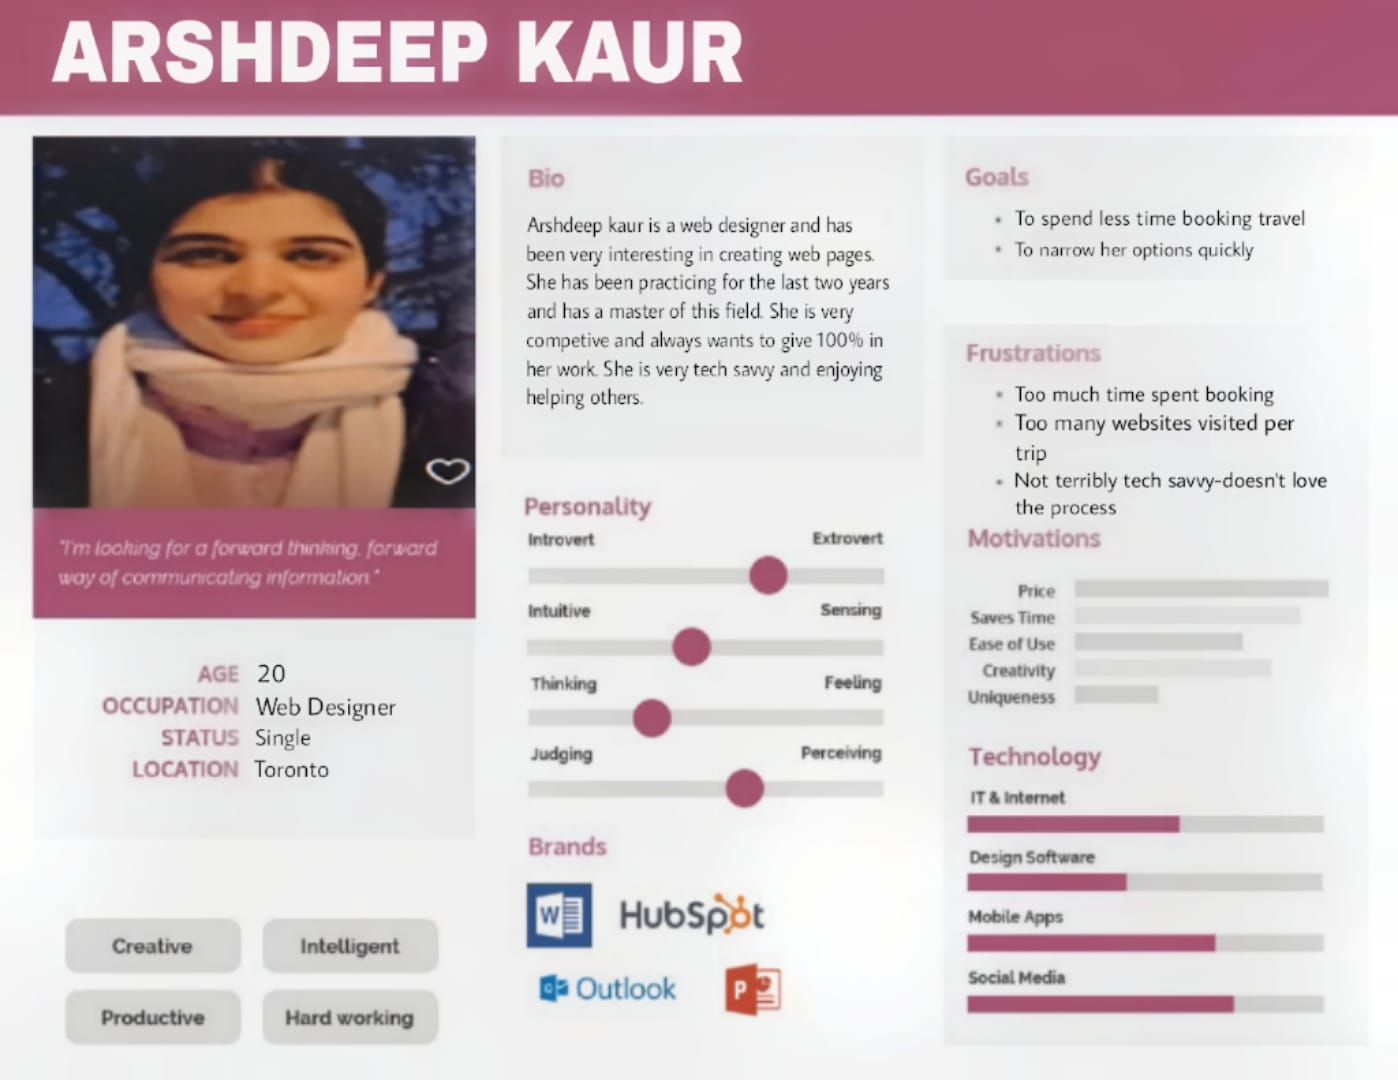 ARSHDEEP KAUR
"I'm looking for a forward thinking, forward
way of communicating information."
AGE 20
OCCUPATION Web Designer
STATUS Single
LOCATION Toronto
Creative
Intelligent
Productive
Hard working
Bio
Arshdeep kaur is a web designer and has
been very interesting in creating web pages.
She has been practicing for the last two years
and has a master of this field. She is very
competive and always wants to give 100% in
her work. She is very tech savvy and enjoying
helping others.
Personality
Introvert Extrovert
Intuitive Sensing
Thinking Feeling
Judging Perceiving
Brands
W
HubSpot
Outlook
P
Goals
• To spend less time booking travel
• To narrow her options quickly
Frustrations
• Too much time spent booking
• Too many websites visited per
trip
• Not terribly tech savvy-doesn't love
the process
Motivations
Price
Saves Time
Ease of Use
Creativity
Uniqueness
Technology
IT & Internet
Design Software
Mobile Apps
Social Media